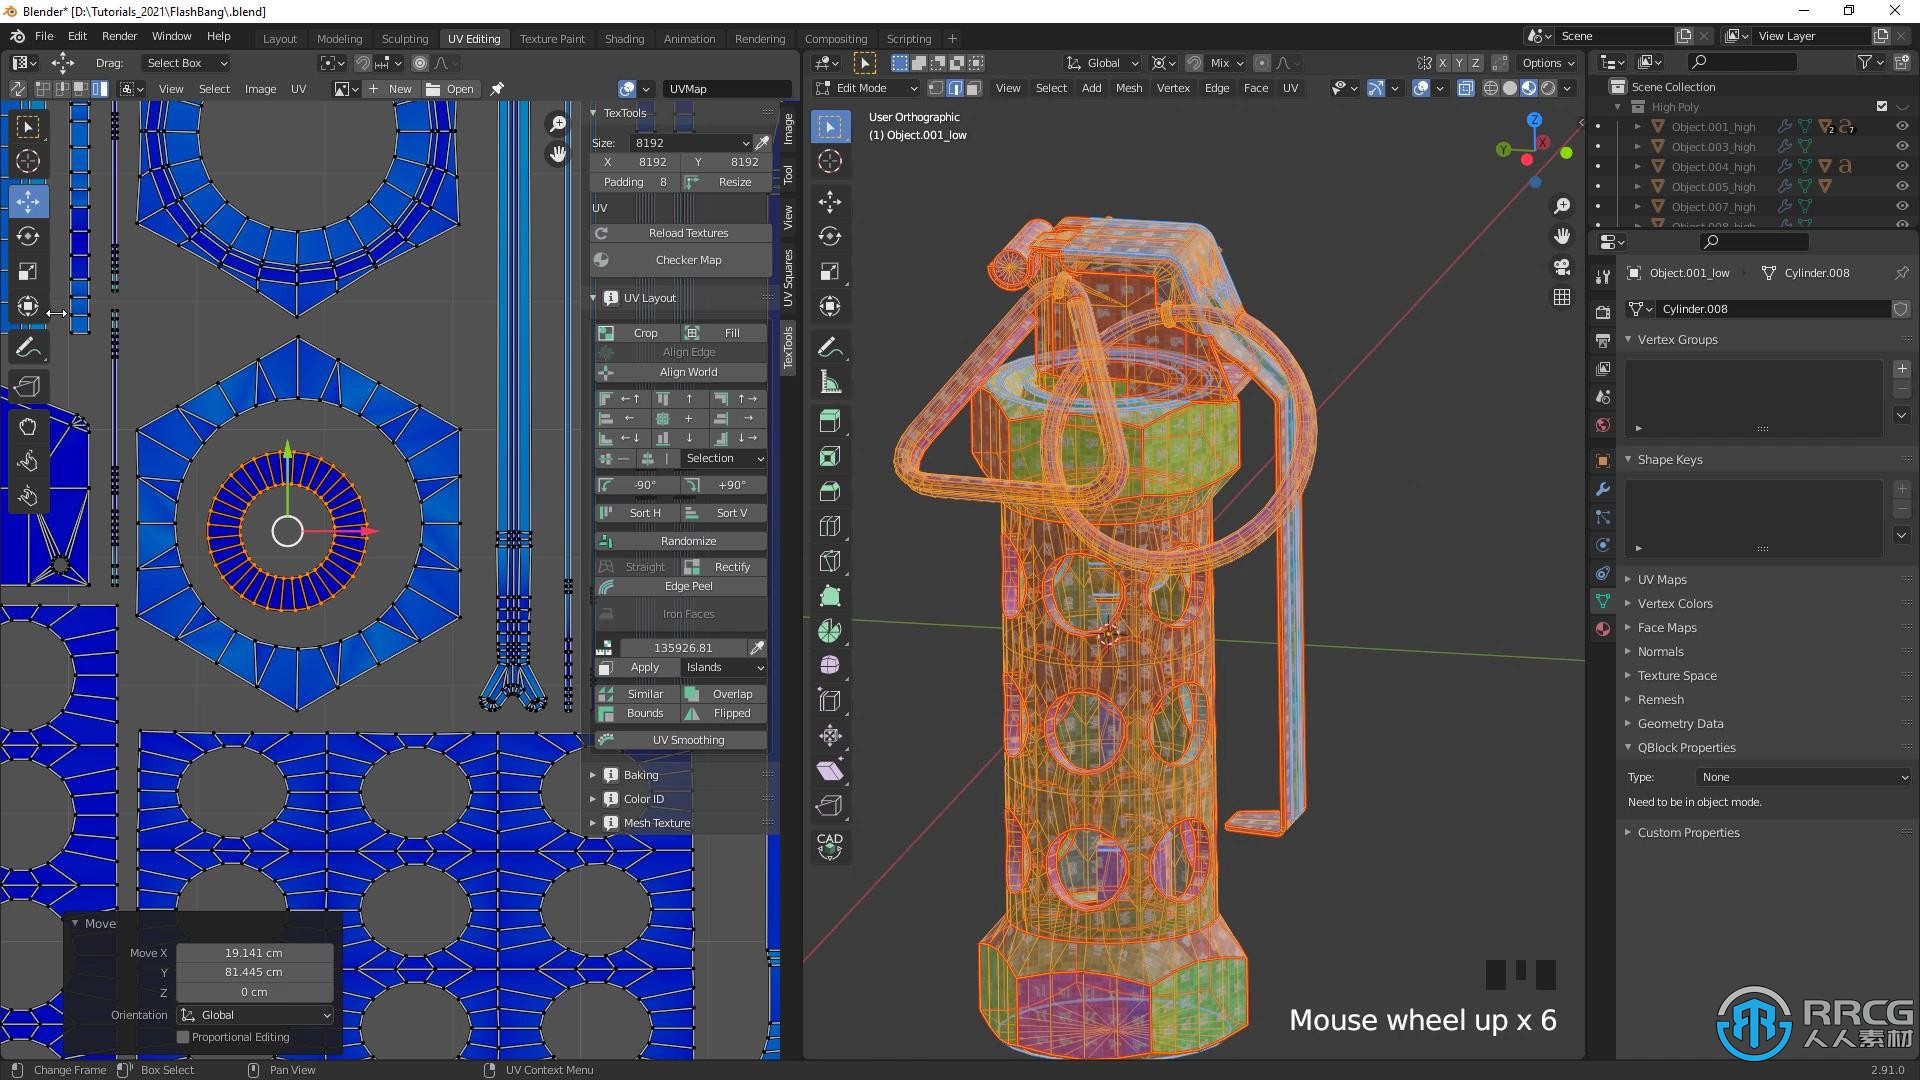 Blender* [D:\Tutorials_2021\FlashBang\.blend]
File Edit Render Window Help
Layout Modeling Sculpting UV Editing Texture Paint Shading Animation Rendering Compositing Scripting +
Scene
View Layer
Drag: Select Box
Global
Mix
X Y Z
Options
View Select Image UV
+ New Open
UVMap
Edit Mode
View Select Add Mesh Vertex Edge Face UV
TexTools
Size: 8192
X 8192 Y 8192
Padding 8 Resize
UV
Reload Textures
Checker Map
UV Layout
Crop Fill
Align Edge
Align World
Selection
-90° +90°
Sort H Sort V
Randomize
Straight Rectify
Edge Peel
Iron Faces
135926.81
Apply Islands
Similar Overlap
Bounds Flipped
UV Smoothing
Baking
Color ID
Mesh Texture
Image
Tool
View
UV Squares
TexTools
Move
Move X 19.141 cm
Y 81.445 cm
Z 0 cm
Orientation Global
Proportional Editing
User Orthographic
(1) Object.001_low
Z
Y
X
CAD
Mouse wheel up x 6
Scene Collection
High Poly
Object.001_high
2
7
Object.003_high
Object.004_high
Object.005_high
Object.007_high
Object.001_low
Cylinder.008
Cylinder.008
Vertex Groups
Shape Keys
UV Maps
Vertex Colors
Face Maps
Normals
Texture Space
Remesh
Geometry Data
QBlock Properties
Type: None
Need to be in object mode.
Custom Properties
RRCG
人人素材
Change Frame Box Select Pan View UV Context Menu
2.91.0